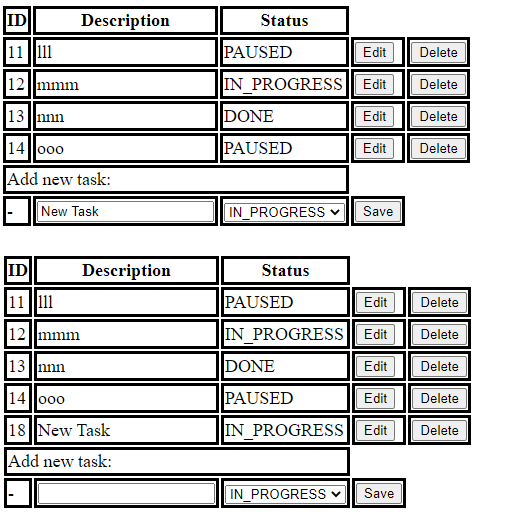 ID Description Status
11 lll PAUSED Edit Delete
12 mmm IN_PROGRESS Edit Delete
13 nnn DONE Edit Delete
14 ooo PAUSED Edit Delete
Add new task:
- New Task IN_PROGRESS Save
ID Description Status
11 lll PAUSED Edit Delete
12 mmm IN_PROGRESS Edit Delete
13 nnn DONE Edit Delete
14 ooo PAUSED Edit Delete
18 New Task IN_PROGRESS Edit Delete
Add new task:
- IN_PROGRESS Save